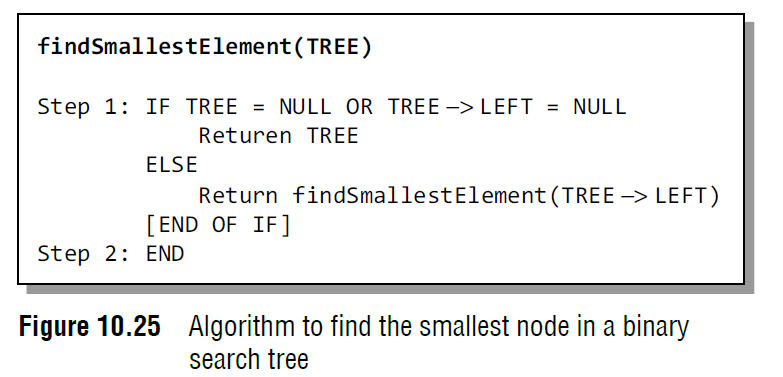 findSmallestElement(TREE)
Step 1: IF TREE = NULL OR TREE —> LEFT = NULL
Returen TREE
ELSE
Return findSmallestElement(TREE —> LEFT)
[END OF IF]
Step 2: END
Figure 10.25 Algorithm to find the smallest node in a binary
search tree